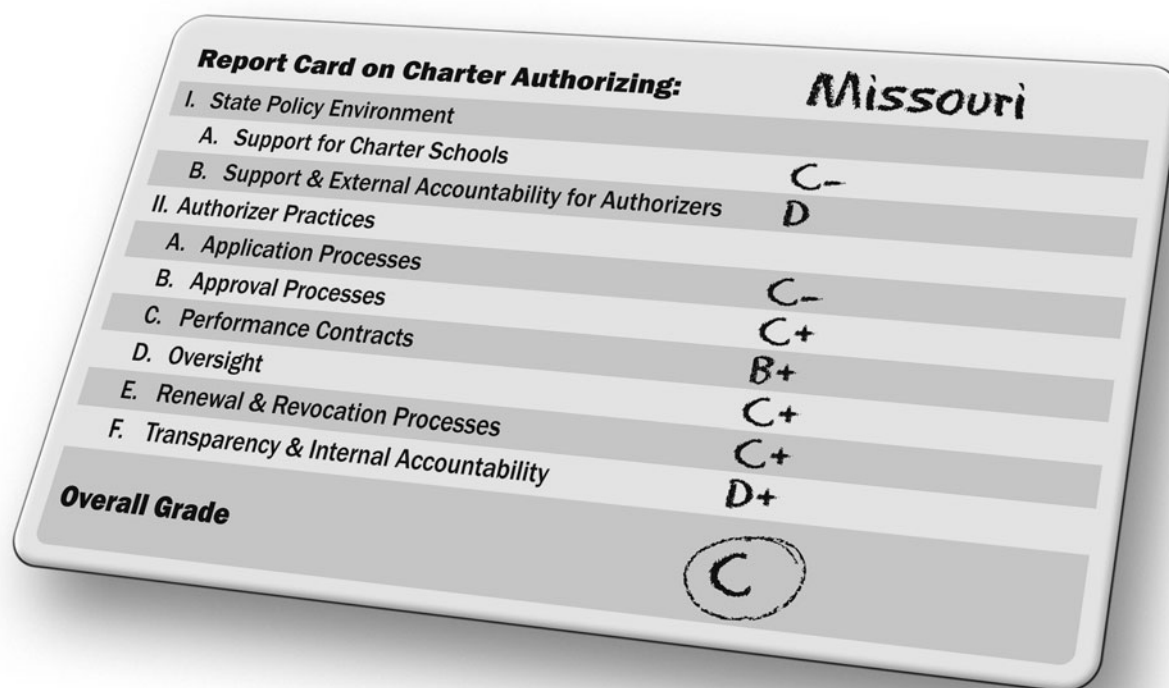 Report Card on Charter Authorizing: Missouri
I. State Policy Environment
A. Support for Charter Schools C-
B. Support & External Accountability for Authorizers D
II. Authorizer Practices
A. Application Processes C-
B. Approval Processes C+
C. Performance Contracts B+
D. Oversight C+
E. Renewal & Revocation Processes C+
F. Transparency & Internal Accountability D+
Overall Grade C